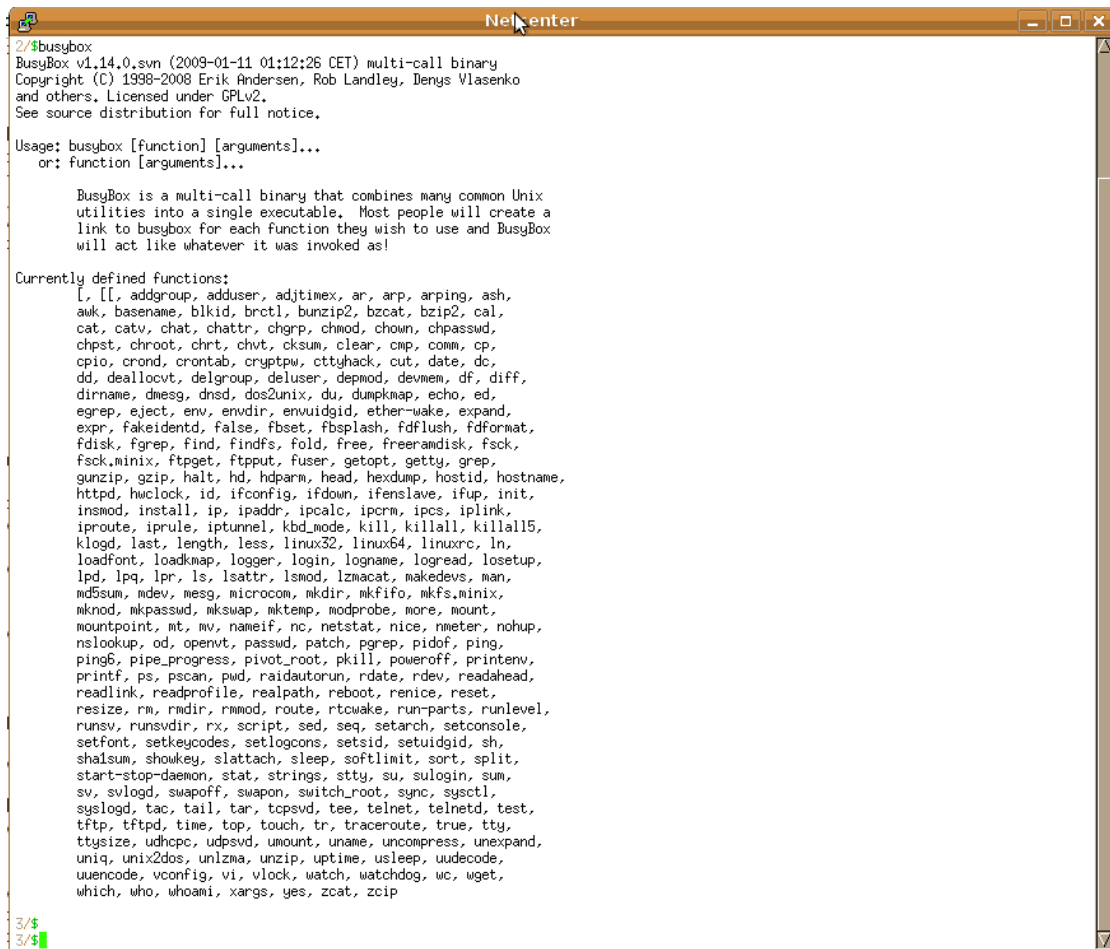 Netcenter
2/$busybox
BusyBox v1.14.0.svn (2009-01-11 01:12:26 CET) multi-call binary
Copyright (C) 1998-2008 Erik Andersen, Rob Landley, Denys Vlasenko
and others. Licensed under GPLv2.
See source distribution for full notice.
Usage: busybox [function] [arguments]...
or: function [arguments]...
BusyBox is a multi-call binary that combines many common Unix
utilities into a single executable.  Most people will create a
link to busybox for each function they wish to use and BusyBox
will act like whatever it was invoked as!
Currently defined functions:
[, [[, addgroup, adduser, adjtimex, ar, arp, arping, ash,
awk, basename, blkid, brctl, bunzip2, bzcat, bzip2, cal,
cat, catv, chat, chattr, chgrp, chmod, chown, chpasswd,
chpst, chroot, chrt, chvt, cksum, clear, cmp, comm, cp,
cpio, crond, crontab, cryptpw, cttyhack, cut, date, dc,
dd, deallocvt, delgroup, deluser, depmod, devmem, df, diff,
dirname, dmesg, dnsd, dos2unix, du, dumpkmap, echo, ed,
egrep, eject, env, envdir, envuidgid, ether-wake, expand,
expr, fakeidentd, false, fbset, fbsplash, fdflush, fdformat,
fdisk, fgrep, find, findfs, fold, free, freeramdisk, fsck,
fsck.minix, ftpget, ftpput, fuser, getopt, getty, grep,
gunzip, gzip, halt, hd, hdparm, head, hexdump, hostid, hostname,
httpd, hwclock, id, ifconfig, ifdown, ifenslave, ifup, init,
insmod, install, ip, ipaddr, ipcalc, ipcrm, ipcs, iplink,
iproute, iprule, iptunnel, kbd_mode, kill, killall, killall5,
klogd, last, length, less, linux32, linux64, linuxrc, ln,
loadfont, loadkmap, logger, login, logname, logread, losetup,
lpd, lpq, lpr, ls, lsattr, lsmod, lzmacat, makedevs, man,
md5sum, mdev, mesg, microcom, mkdir, mkfifo, mkfs.minix,
mknod, mkpasswd, mkswap, mktemp, modprobe, more, mount,
mountpoint, mt, mv, nameif, nc, netstat, nice, nmeter, nohup,
nslookup, od, openvt, passwd, patch, pgrep, pidof, ping,
ping6, pipe_progress, pivot_root, pkill, poweroff, printenv,
printf, ps, pscan, pwd, raidautorun, rdate, rdev, readahead,
readlink, readprofile, realpath, reboot, renice, reset,
resize, rm, rmdir, rmmod, route, rtcwake, run-parts, runlevel,
runsv, runsvdir, rx, script, sed, seq, setarch, setconsole,
setfont, setkeycodes, setlogcons, setsid, setuidgid, sh,
sha1sum, showkey, slattach, sleep, softlimit, sort, split,
start-stop-daemon, stat, strings, stty, su, sulogin, sum,
sv, svlogd, swapoff, swapon, switch_root, sync, sysctl,
syslogd, tac, tail, tar, tcpsvd, tee, telnet, telnetd, test,
tftp, tftpd, time, top, touch, tr, traceroute, true, tty,
ttysize, udhcpc, udpsvd, umount, uname, uncompress, unexpand,
uniq, unix2dos, unlzma, unzip, uptime, usleep, uudecode,
uuencode, vconfig, vi, vlock, watch, watchdog, wc, wget,
which, who, whoami, xargs, yes, zcat, zcip
3/$
3/$